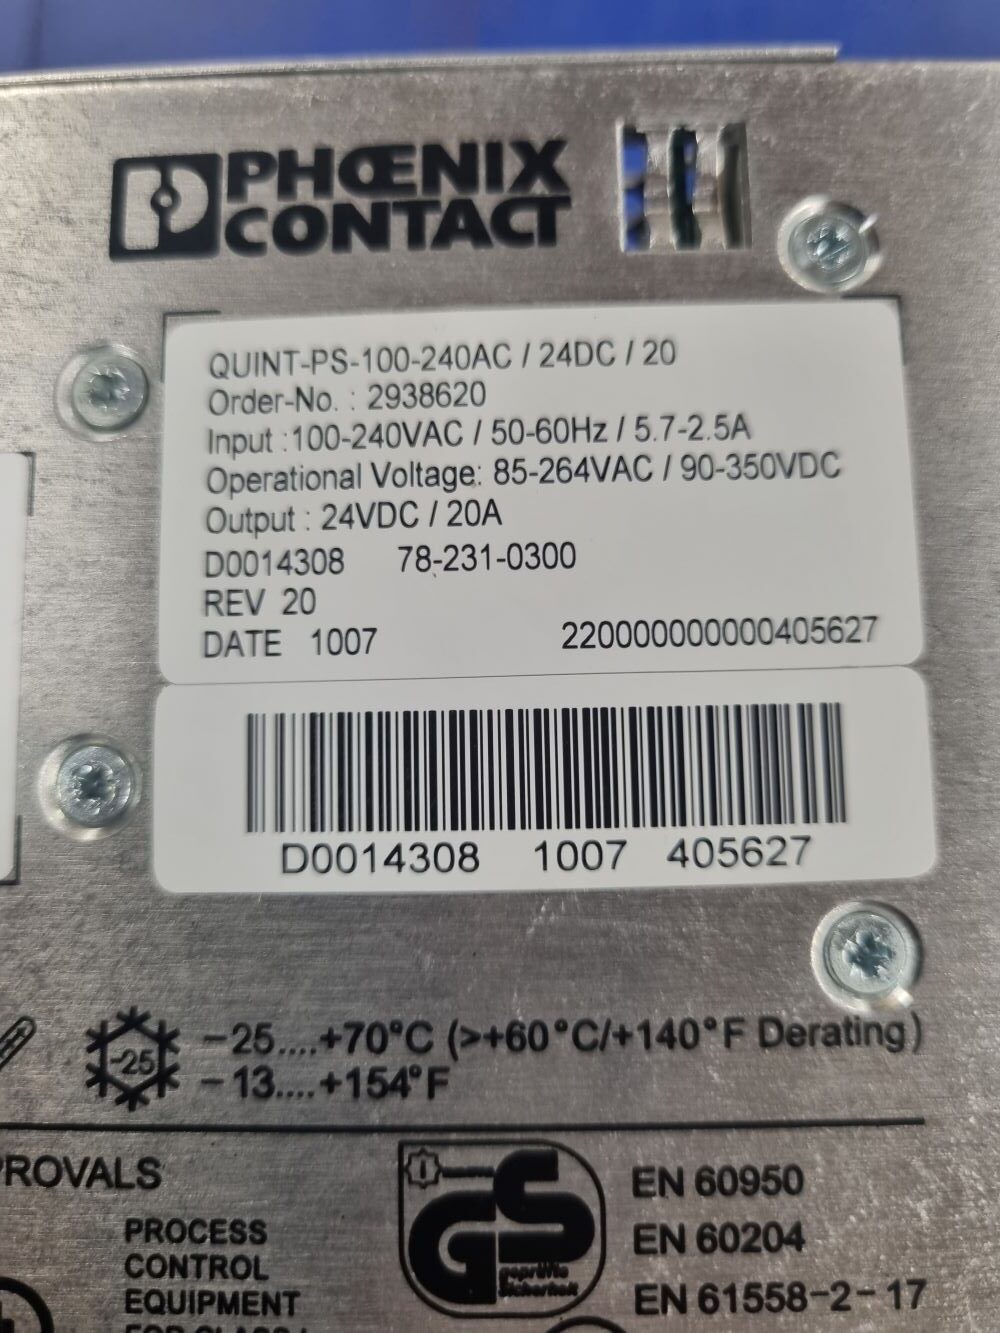 PHŒNIX
CONTACT
QUINT-PS-100-240AC / 24DC / 20
Order-No. : 2938620
Input :100-240VAC / 50-60Hz / 5.7-2.5A
Operational Voltage: 85-264VAC / 90-350VDC
Output : 24VDC / 20A
D0014308 78-231-0300
REV 20
DATE 1007 220000000000405627
D0014308 1007 405627
-25 -25....+70°C (>+60°C/+140°F Derating)
-13....+154°F
PROVALS
PROCESS
CONTROL
EQUIPMENT
GS
geprüfte
Sicherheit
EN 60950
EN 60204
EN 61558-2-17